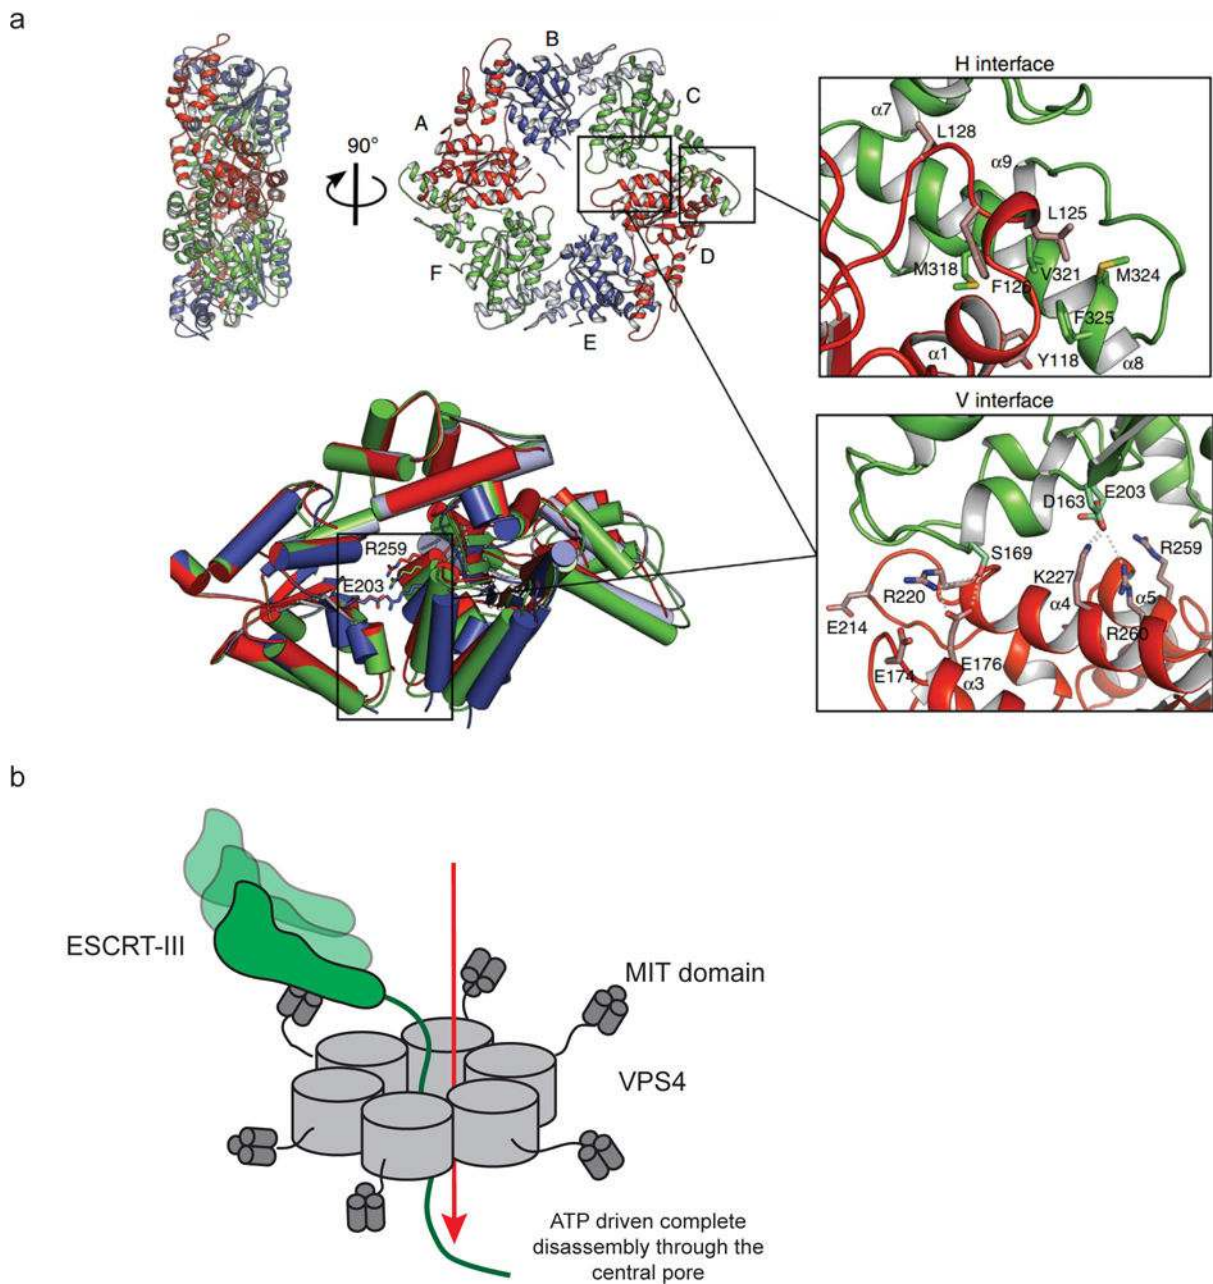 a
B
C
A
90°
F
D
E
H interface
α7
L128
α9
L125
M318
V321
M324
F325
α1
Y118
α8
R259
E203
V interface
E203
D163
S169
R259
K227
R220
α4
α5
E214
R260
E174
E176
α3
b
ESCRT-III
MIT domain
VPS4
ATP driven complete
disassembly through the
central pore